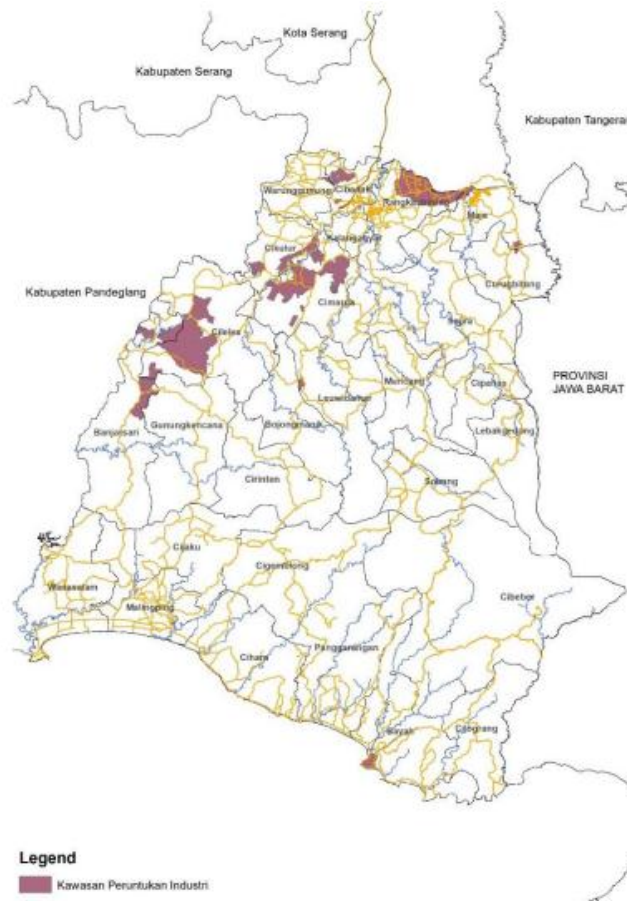 Kota Serang
Kabupaten Serang
Kabupaten Tangeran
Warunggunung
Cibadak
Rangkasbitung
Maja
Kalanganyar
Cikulur
Curugbitung
Kabupaten Pandeglang
Cimarga
Cileles
Sajira
PROVINSI
JAWA BARAT
Muncang
Cipanas
Leuwidamar
Banjarsari
Gunungkencana
Bojongmanik
Lebakgedong
Cirinten
Sobang
Cijaku
Cigemblong
Wanasalam
Malingping
Cibeber
Cihara
Panggarangan
Bayah
Cilograng
Legend
Kawasan Peruntukan Industri